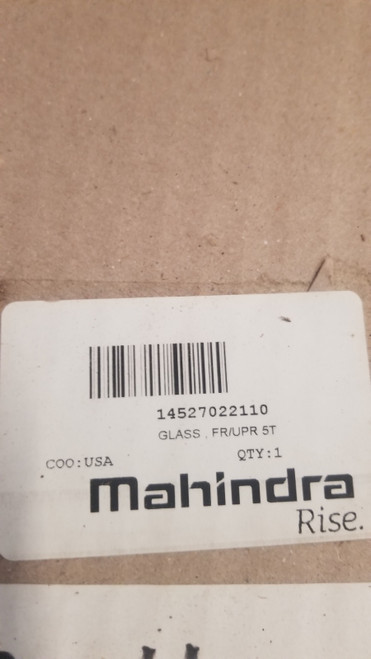 14527022110
GLASS , FR/UPR 5T
COO:USA QTY:1
Mahindra
Rise.